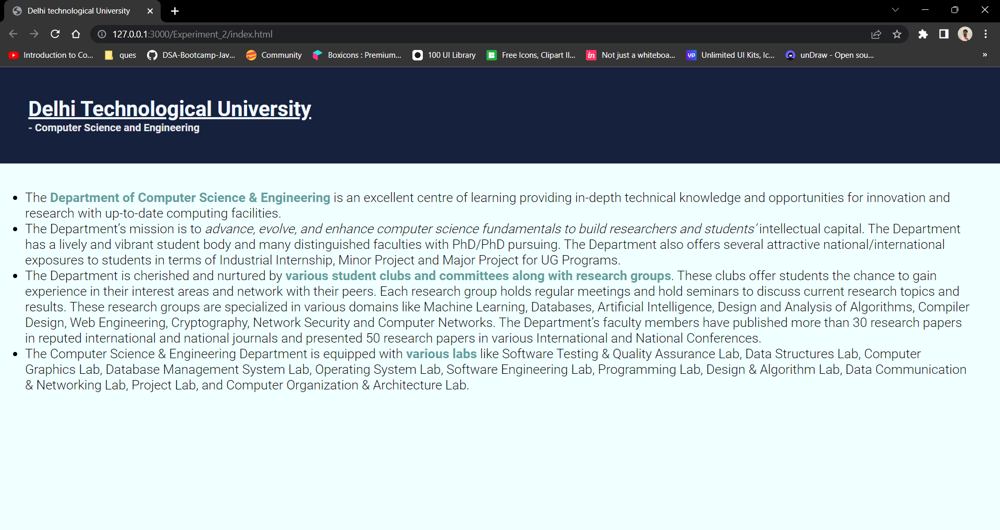 Delhi technological University
127.0.0.1:3000/Experiment_2/index.html
Introduction to Co... ques DSA-Bootcamp-Jav... Community Boxicons : Premium... 100 UI Library Free Icons, Clipart Il... in Not just a whiteboa... UP Unlimited UI Kits, Ic... unDraw - Open sou... »
Delhi Technological University
- Computer Science and Engineering
• The Department of Computer Science & Engineering is an excellent centre of learning providing in-depth technical knowledge and opportunities for innovation and
research with up-to-date computing facilities.
• The Department’s mission is to advance, evolve, and enhance computer science fundamentals to build researchers and students’ intellectual capital. The Department
has a lively and vibrant student body and many distinguished faculties with PhD/PhD pursuing. The Department also offers several attractive national/international
exposures to students in terms of Industrial Internship, Minor Project and Major Project for UG Programs.
• The Department is cherished and nurtured by various student clubs and committees along with research groups. These clubs offer students the chance to gain
experience in their interest areas and network with their peers. Each research group holds regular meetings and hold seminars to discuss current research topics and
results. These research groups are specialized in various domains like Machine Learning, Databases, Artificial Intelligence, Design and Analysis of Algorithms, Compiler
Design, Web Engineering, Cryptography, Network Security and Computer Networks. The Department’s faculty members have published more than 30 research papers
in reputed international and national journals and presented 50 research papers in various International and National Conferences.
• The Computer Science & Engineering Department is equipped with various labs like Software Testing & Quality Assurance Lab, Data Structures Lab, Computer
Graphics Lab, Database Management System Lab, Operating System Lab, Software Engineering Lab, Programming Lab, Design & Algorithm Lab, Data Communication
& Networking Lab, Project Lab, and Computer Organization & Architecture Lab.